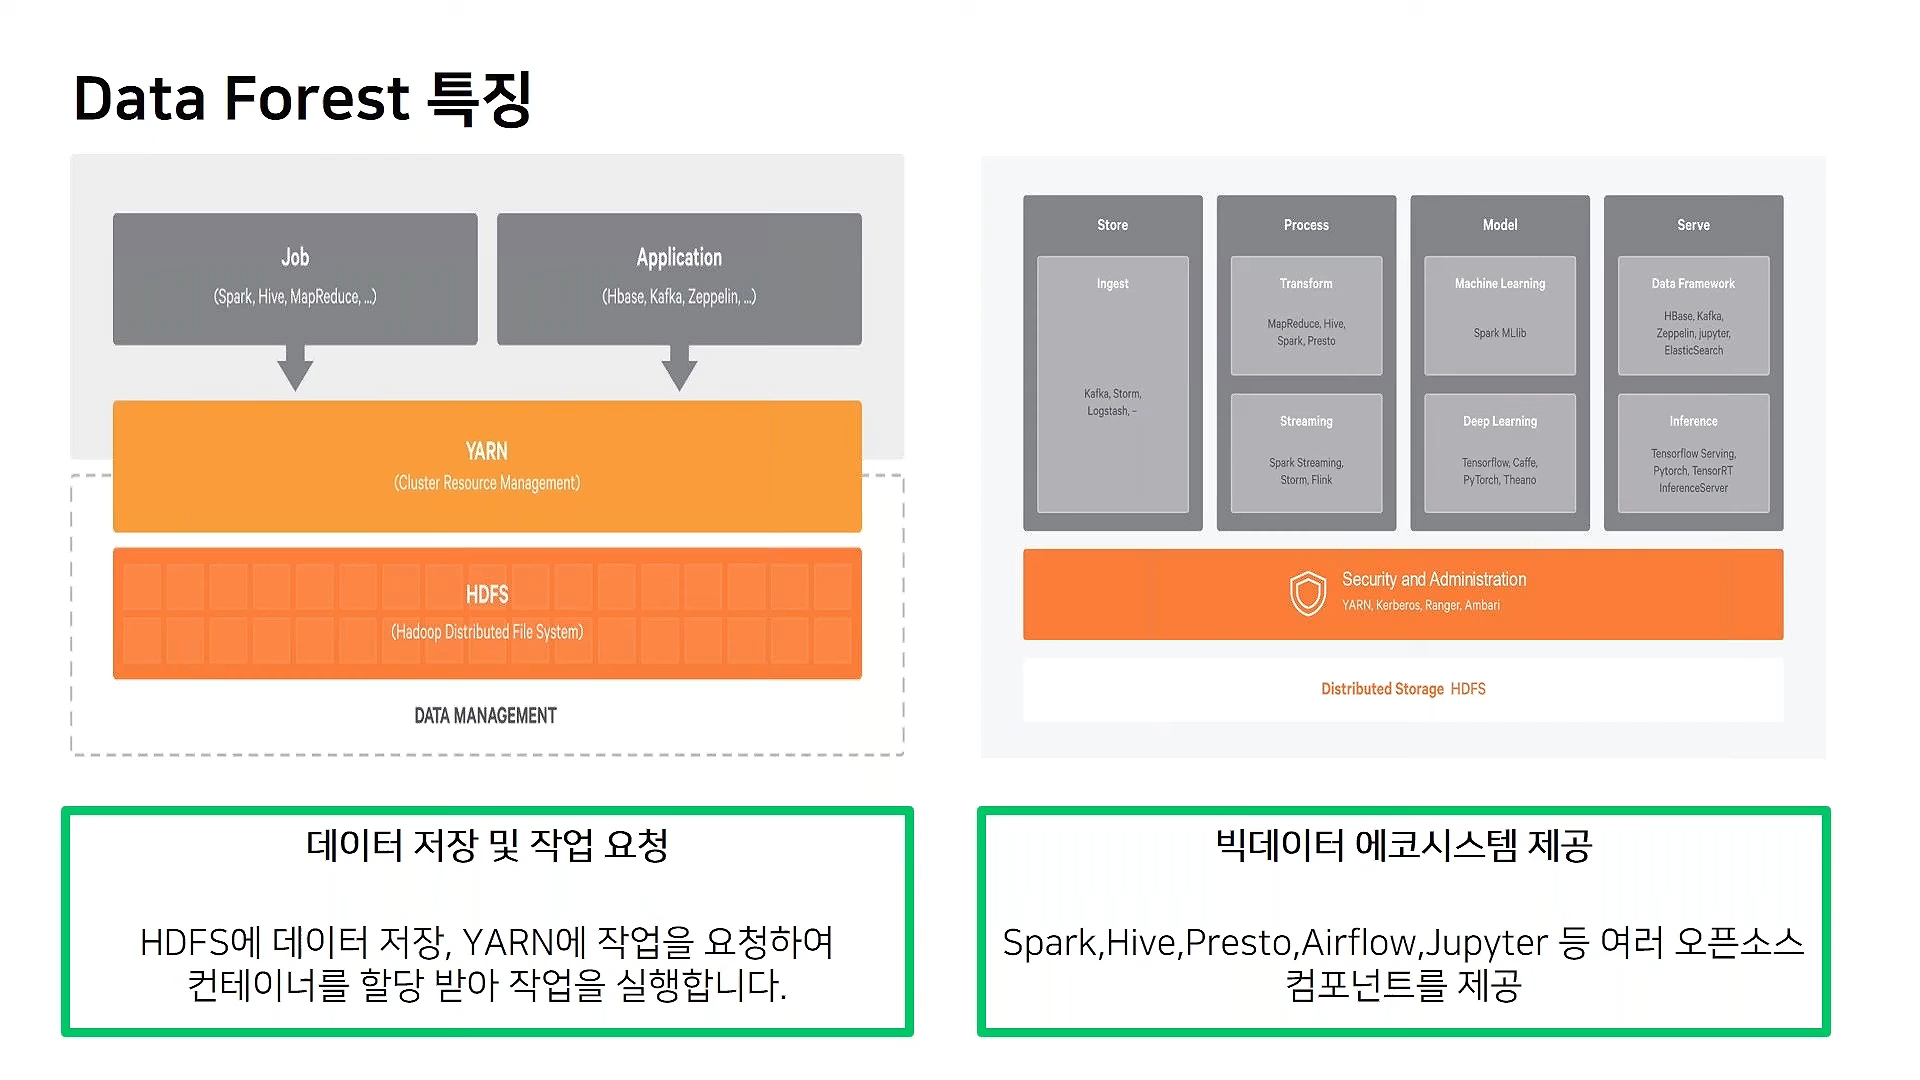 Data Forest 특징
Job
(Spark, Hive, MapReduce, ...)
Application
(Hbase, Kafka, Zeppelin, ...)
YARN
(Cluster Resource Management)
HDFS
(Hadoop Distributed File System)
DATA MANAGEMENT
Store
Ingest
Kafka, Storm,
Logstash, –
Process
Transform
MapReduce, Hive,
Spark, Presto
Streaming
Spark Streaming,
Storm, Flink
Model
Machine Learning
Spark MLlib
Deep Learning
Tensorflow, Caffe,
PyTorch, Theano
Serve
Data Framework
HBase, Kafka,
Zeppelin, jupyter,
ElasticSearch
Inference
Tensorflow Serving,
Pytorch, TensorRT
InferenceServer
Security and Administration
YARN, Kerberos, Ranger, Ambari
Distributed Storage HDFS
데이터 저장 및 작업 요청
HDFS에 데이터 저장, YARN에 작업을 요청하여
컨테이너를 할당 받아 작업을 실행합니다.
빅데이터 에코시스템 제공
Spark,Hive,Presto,Airflow,Jupyter 등 여러 오픈소스
컴포넌트를 제공